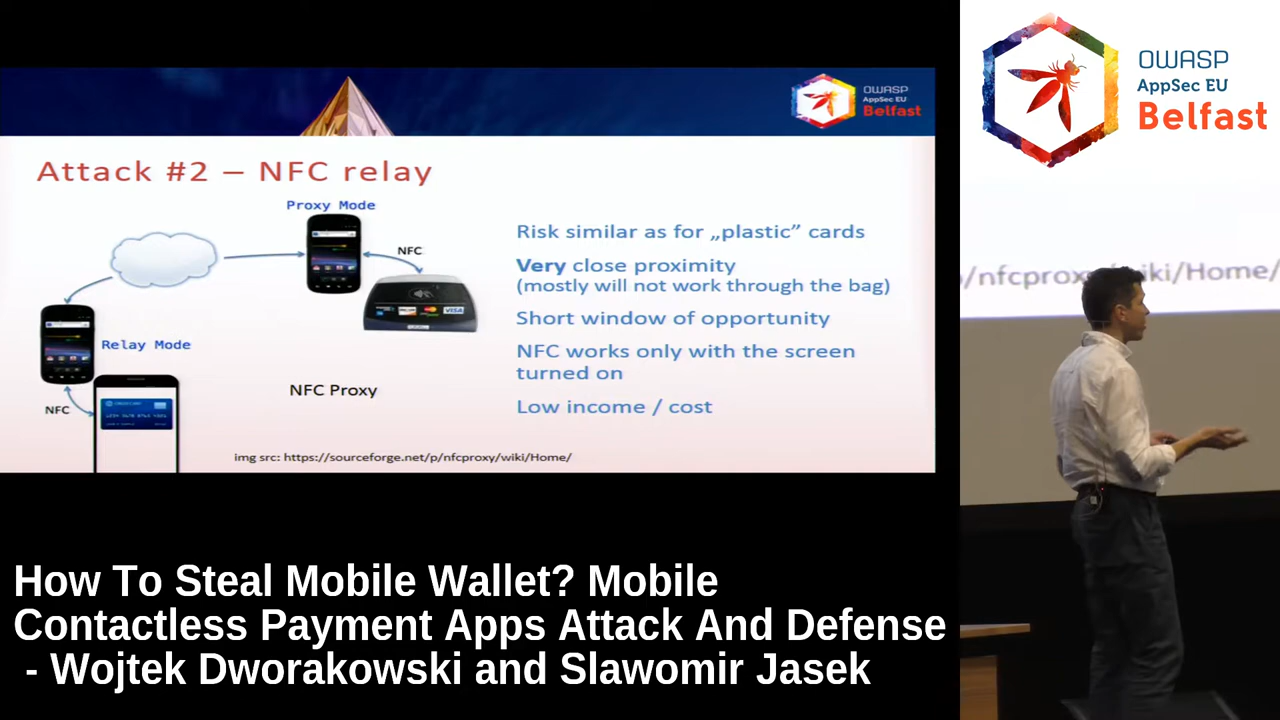 OWASP
AppSec EU
Belfast
OWASP
AppSec EU
Belfast
Attack #2 – NFC relay
Proxy Mode
NFC
Relay Mode
NFC
NFC Proxy
Risk similar as for „plastic” cards
Very close proximity
(mostly will not work through the bag)
Short window of opportunity
NFC works only with the screen
turned on
Low income / cost
img src: https://sourceforge.net/p/nfcproxy/wiki/Home/
/nfcproxy/wiki/Home/
How To Steal Mobile Wallet? Mobile
Contactless Payment Apps Attack And Defense
- Wojtek Dworakowski and Slawomir Jasek